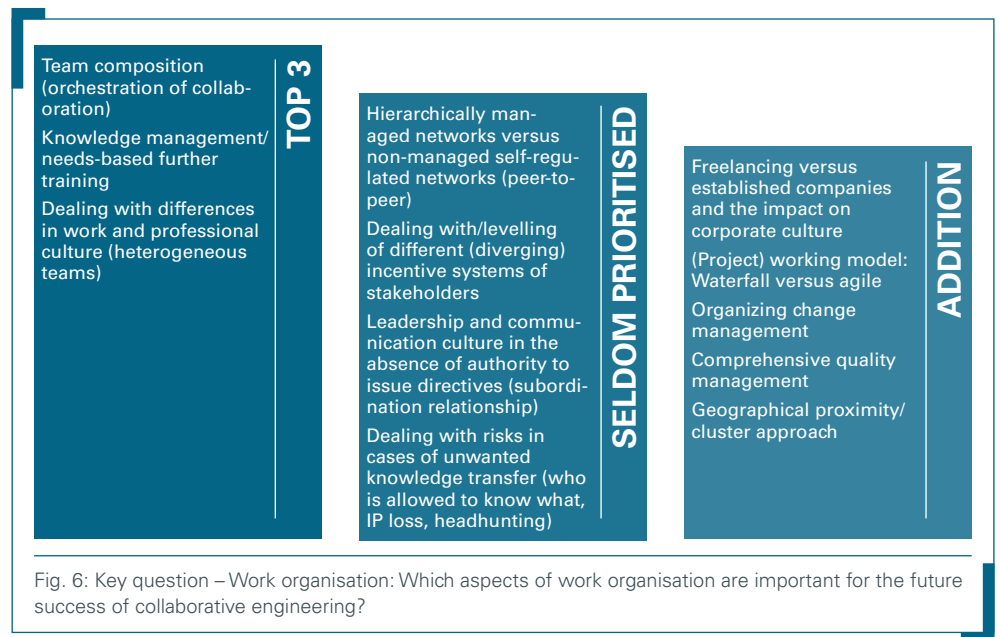 Team composition
(orchestration of collab-
oration)
Knowledge management/
needs-based further
training
Dealing with differences
in work and professional
culture (heterogeneous
teams)
TOP 3
Hierarchically man-
aged networks versus
non-managed self-regu-
lated networks (peer-to-
peer)
Dealing with/levelling
of different (diverging)
incentive systems of
stakeholders
Leadership and commu-
nication culture in the
absence of authority to
issue directives (subordi-
nation relationship)
Dealing with risks in
cases of unwanted
knowledge transfer (who
is allowed to know what,
IP loss, headhunting)
SELDOM PRIORITISED
Freelancing versus
established companies
and the impact on
corporate culture
(Project) working model:
Waterfall versus agile
Organizing change
management
Comprehensive quality
management
Geographical proximity/
cluster approach
ADDITION
Fig. 6: Key question – Work organisation: Which aspects of work organisation are important for the future
success of collaborative engineering?